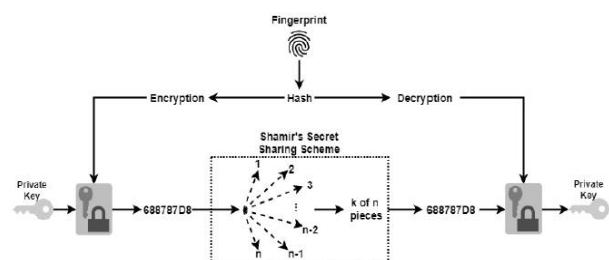 Fingerprint
Encryption
Hash
Decryption
Shamir's Secret
Sharing Scheme
1
2
3
n-2
n-1
n
Private
Key
688787D8
k of n
pieces
688787D8
Private
Key